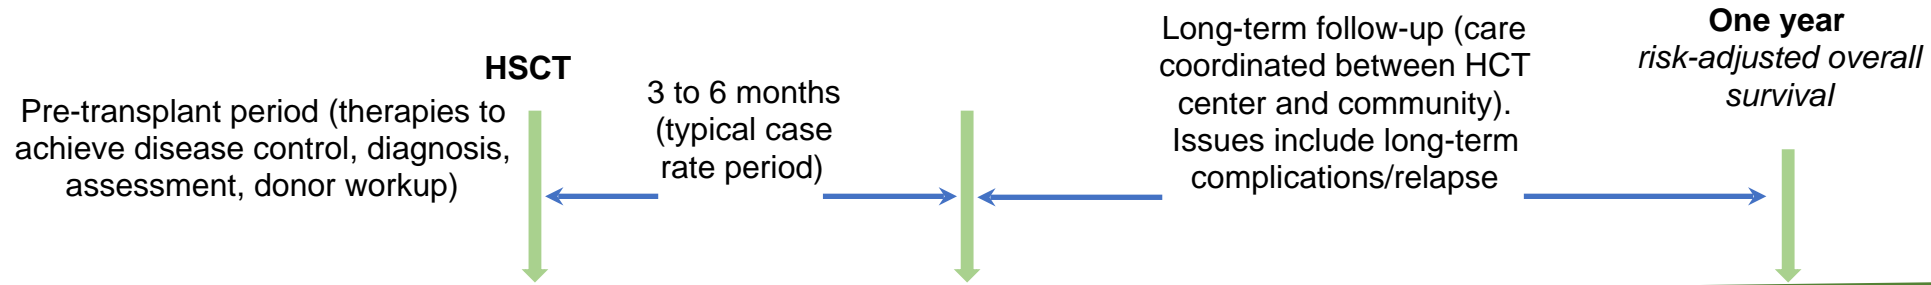 Pre-transplant period (therapies to
achieve disease control, diagnosis,
assessment, donor workup)
HSCT
3 to 6 months
(typical case
rate period)
Long-term follow-up (care
coordinated between HCT
center and community).
Issues include long-term
complications/relapse
One year
risk-adjusted overall
survival